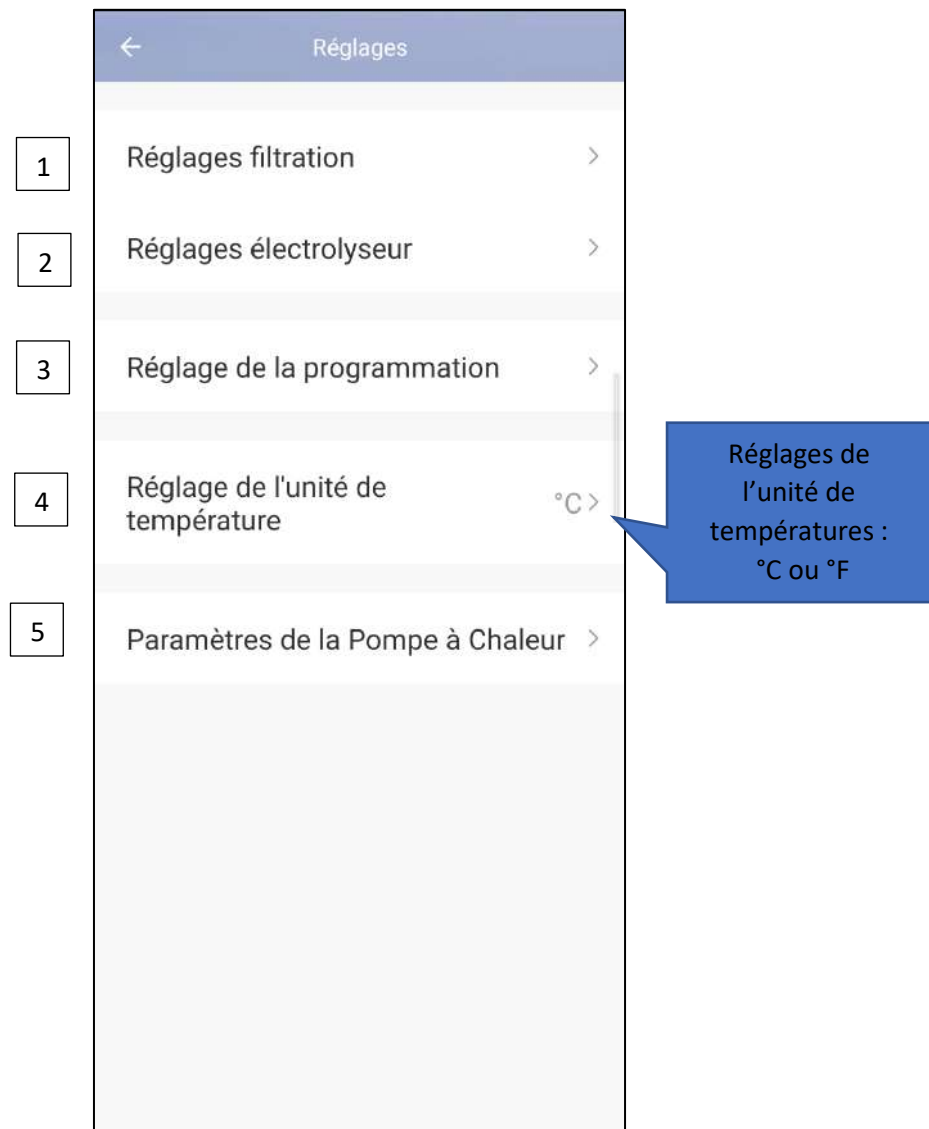 Réglages
1
Réglages filtration
2
Réglages électrolyseur
3
Réglage de la programmation
4
Réglage de l'unité de
température
°C
Réglages de
l’unité de
températures :
°C ou °F
5
Paramètres de la Pompe à Chaleur